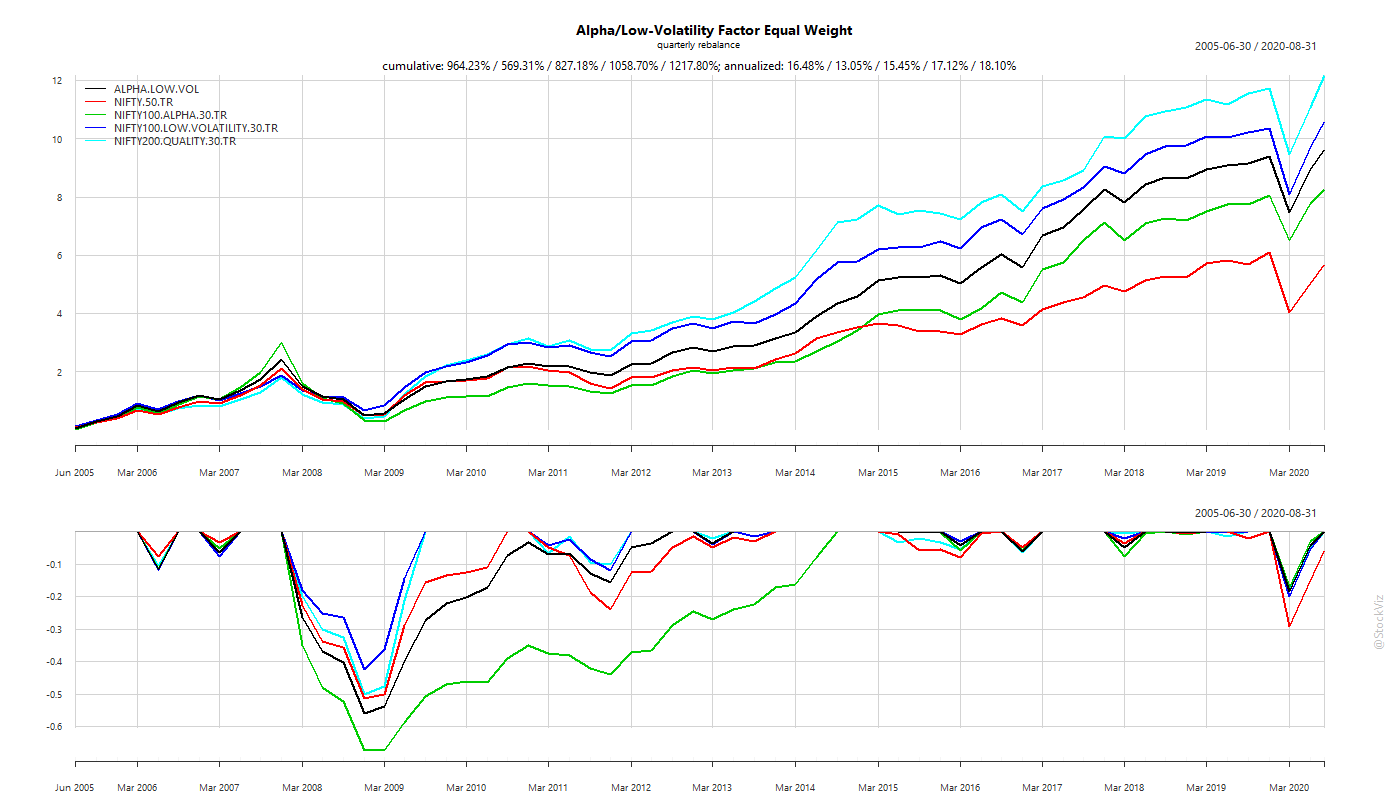 Alpha/Low-Volatility Factor Equal Weight
quarterly rebalance
2005-06-30 / 2020-08-31
cumulative: 964.23% / 569.31% / 827.18% / 1058.70% / 1217.80%; annualized: 16.48% / 13.05% / 15.45% / 17.12% / 18.10%
12
10
8
6
4
2
ALPHA.LOW.VOL
NIFTY.50.TR
NIFTY100.ALPHA.30.TR
NIFTY100.LOW.VOLATILITY.30.TR
NIFTY200.QUALITY.30.TR
Jun 2005 Mar 2006 Mar 2007 Mar 2008 Mar 2009 Mar 2010 Mar 2011 Mar 2012 Mar 2013 Mar 2014 Mar 2015 Mar 2016 Mar 2017 Mar 2018 Mar 2019 Mar 2020
2005-06-30 / 2020-08-31
-0.1
-0.2
-0.3
-0.4
-0.5
-0.6
Jun 2005 Mar 2006 Mar 2007 Mar 2008 Mar 2009 Mar 2010 Mar 2011 Mar 2012 Mar 2013 Mar 2014 Mar 2015 Mar 2016 Mar 2017 Mar 2018 Mar 2019 Mar 2020
@StockViz